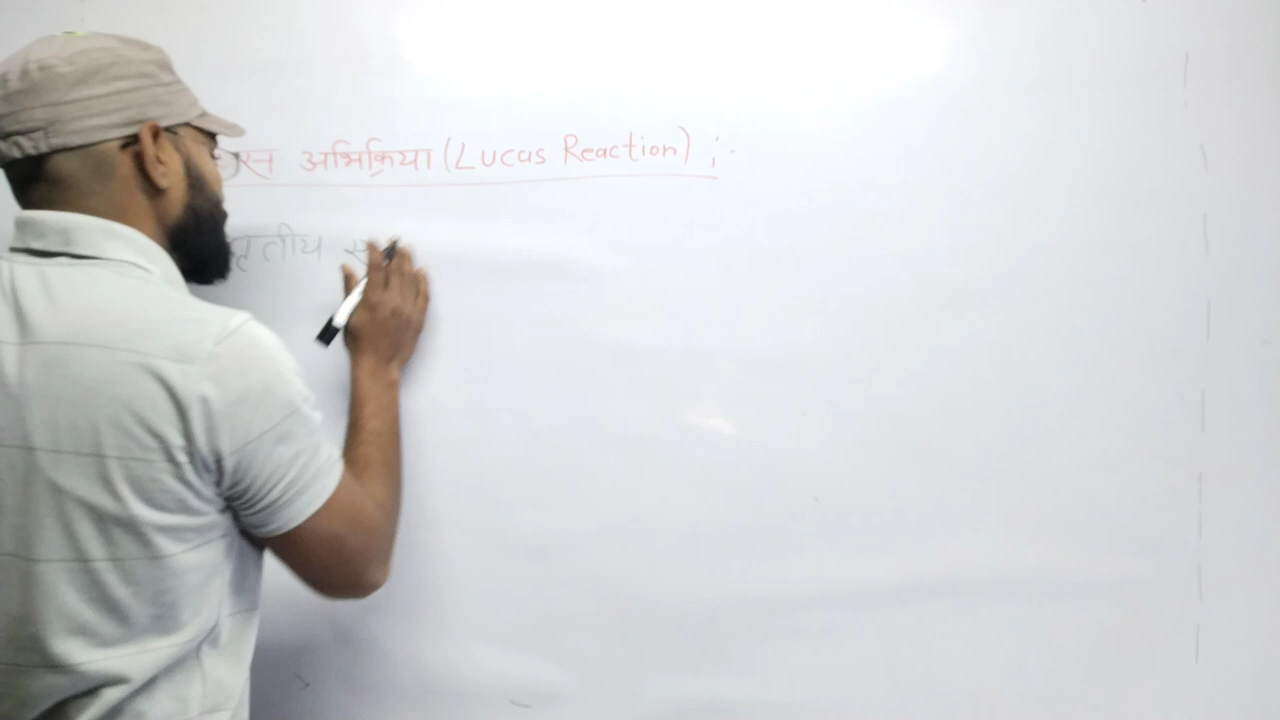 अभिक्रिया (Lucas Reaction) :-
तृतीय